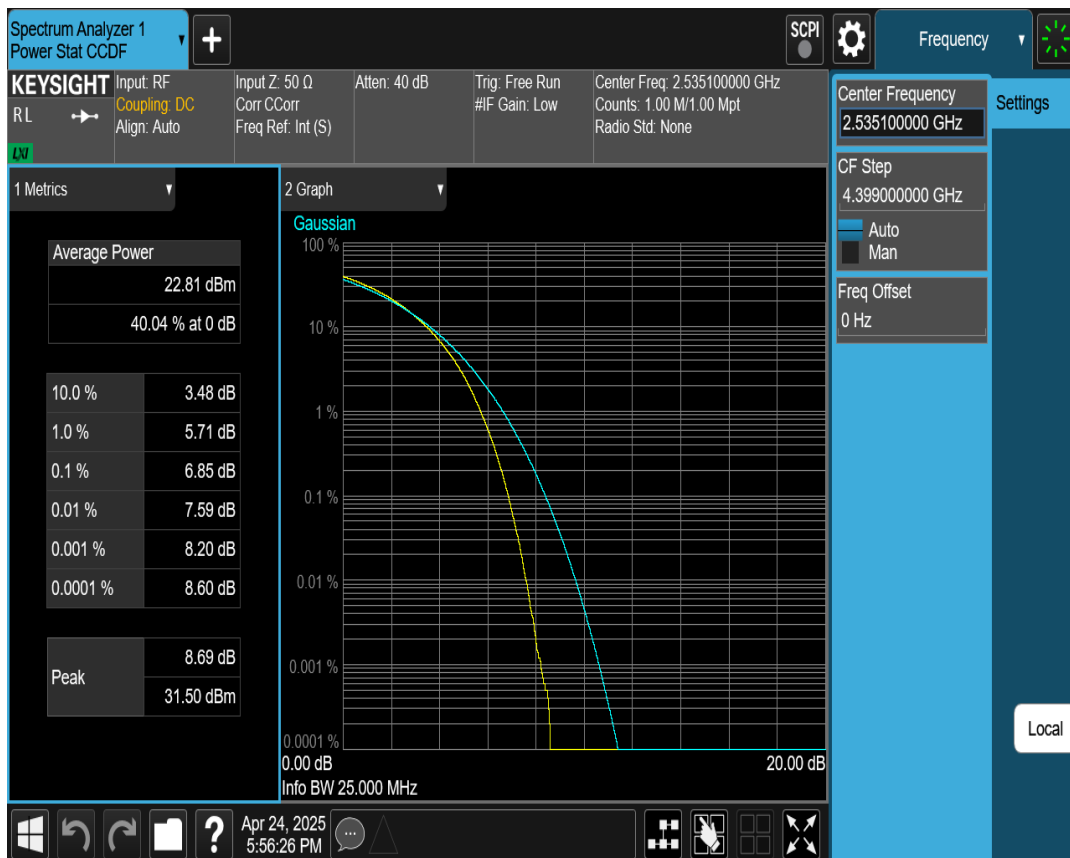 Spectrum Analyzer 1
Power Stat CCDF
+
SCPI
Frequency
KEYSIGHT
RL
LXI
Input: RF
Coupling: DC
Align: Auto
Input Z: 50 Ω
Corr CCorr
Freq Ref: Int (S)
Atten: 40 dB
Trig: Free Run
#IF Gain: Low
Center Freq: 2.535100000 GHz
Counts: 1.00 M/1.00 Mpt
Radio Std: None
Center Frequency
2.535100000 GHz
CF Step
4.399000000 GHz
Auto
Man
Freq Offset
0 Hz
Settings
Local
1 Metrics
Average Power
22.81 dBm
40.04 % at 0 dB
10.0 % 3.48 dB
1.0 % 5.71 dB
0.1 % 6.85 dB
0.01 % 7.59 dB
0.001 % 8.20 dB
0.0001 % 8.60 dB
Peak
8.69 dB
31.50 dBm
2 Graph
Gaussian
100 %
10 %
1 %
0.1 %
0.01 %
0.001 %
0.0001 %
0.00 dB 20.00 dB
Info BW 25.000 MHz
?
Apr 24, 2025
5:56:26 PM